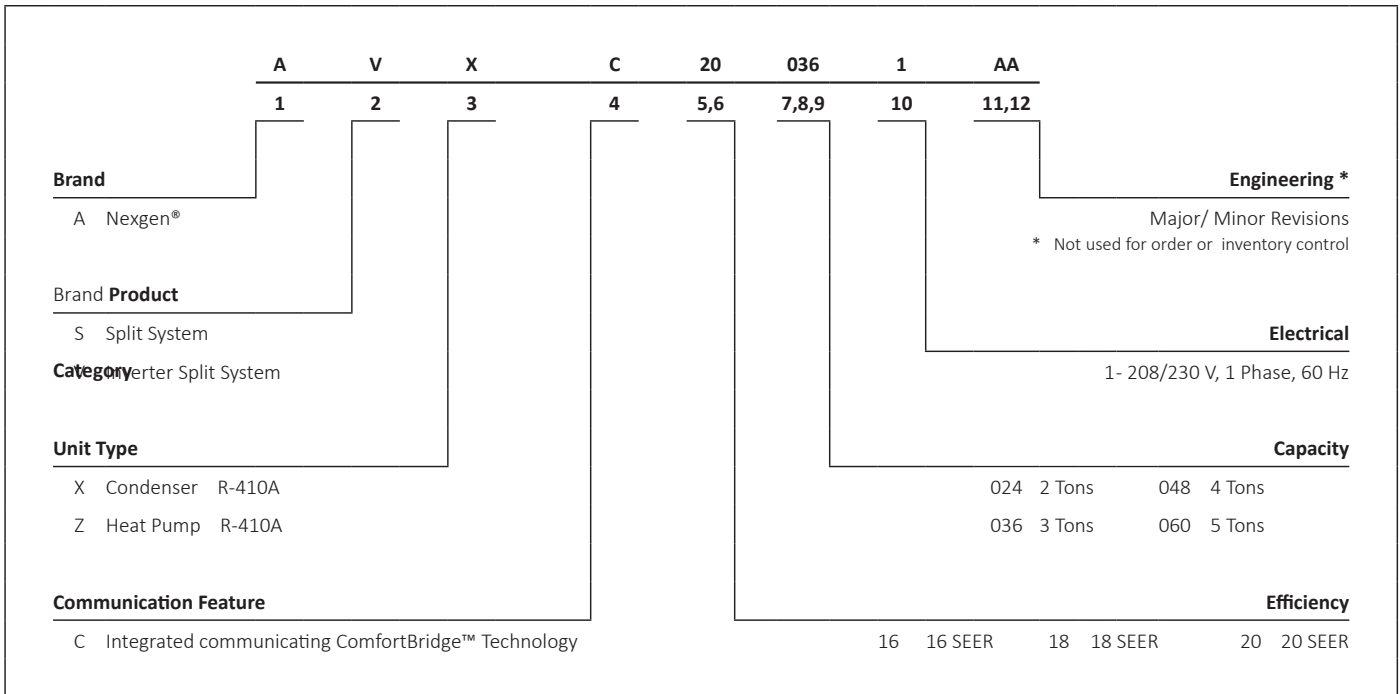 A V X C 20 036 1 AA
1 2 3 4 5,6 7,8,9 10 11,12
Brand
A Nexgen®
Engineering *
Major/ Minor Revisions
* Not used for order or inventory control
Brand Product
S Split System
Category
V Inverter Split System
Electrical
1- 208/230 V, 1 Phase, 60 Hz
Unit Type
X Condenser R-410A
Z Heat Pump R-410A
Capacity
024 2 Tons 048 4 Tons
036 3 Tons 060 5 Tons
Communication Feature
C Integrated communicating ComfortBridge™ Technology
Efficiency
16 16 SEER 18 18 SEER 20 20 SEER